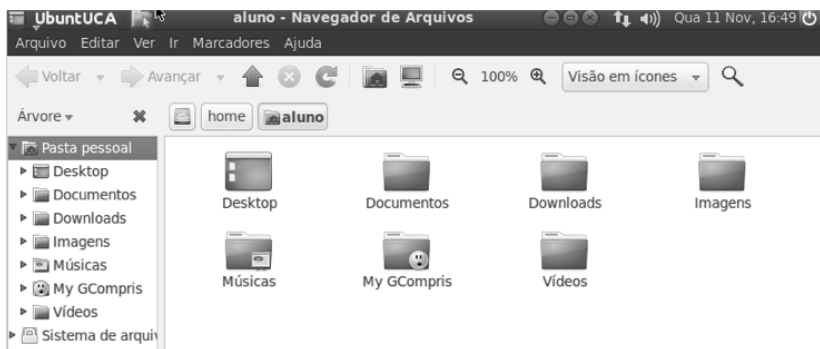 UbuntUCA aluno - Navegador de Arquivos Qua 11 Nov, 16:49
Arquivo Editar Ver Ir Marcadores Ajuda
Voltar Avançar 100% Visão em ícones
Árvore home aluno
Pasta pessoal
Desktop
Documentos
Downloads
Imagens
Músicas
My GCompris
Vídeos
Sistema de arquiv
Desktop Documentos Downloads Imagens
Músicas My GCompris Vídeos